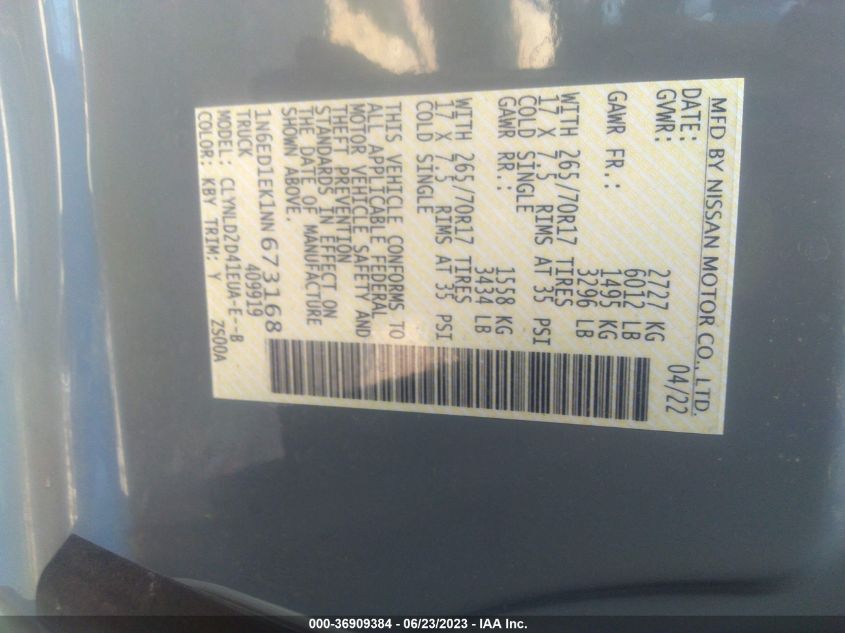 MFD BY NISSAN MOTOR CO., LTD.
DATE: 04/22
GVWR: 2727 KG
6012 LB
GAWR FR.: 1495 KG
3296 LB
WITH 265/70R17 TIRES
17 X 7.5 RIMS AT 35 PSI
COLD SINGLE
GAWR RR.: 1558 KG
3434 LB
WITH 265/70R17 TIRES
17 X 7.5 RIMS AT 35 PSI
COLD SINGLE
THIS VEHICLE CONFORMS TO
ALL APPLICABLE FEDERAL
MOTOR VEHICLE SAFETY AND
THEFT PREVENTION
STANDARDS IN EFFECT ON
THE DATE OF MANUFACTURE
SHOWN ABOVE.
1N6ED1EK1NN673168
TRUCK 409919
MODEL: CLYNLDZD41EUA-E--B
COLOR: KBY TRIM: Y Z500A
000-36909384 - 06/23/2023 - IAA Inc.